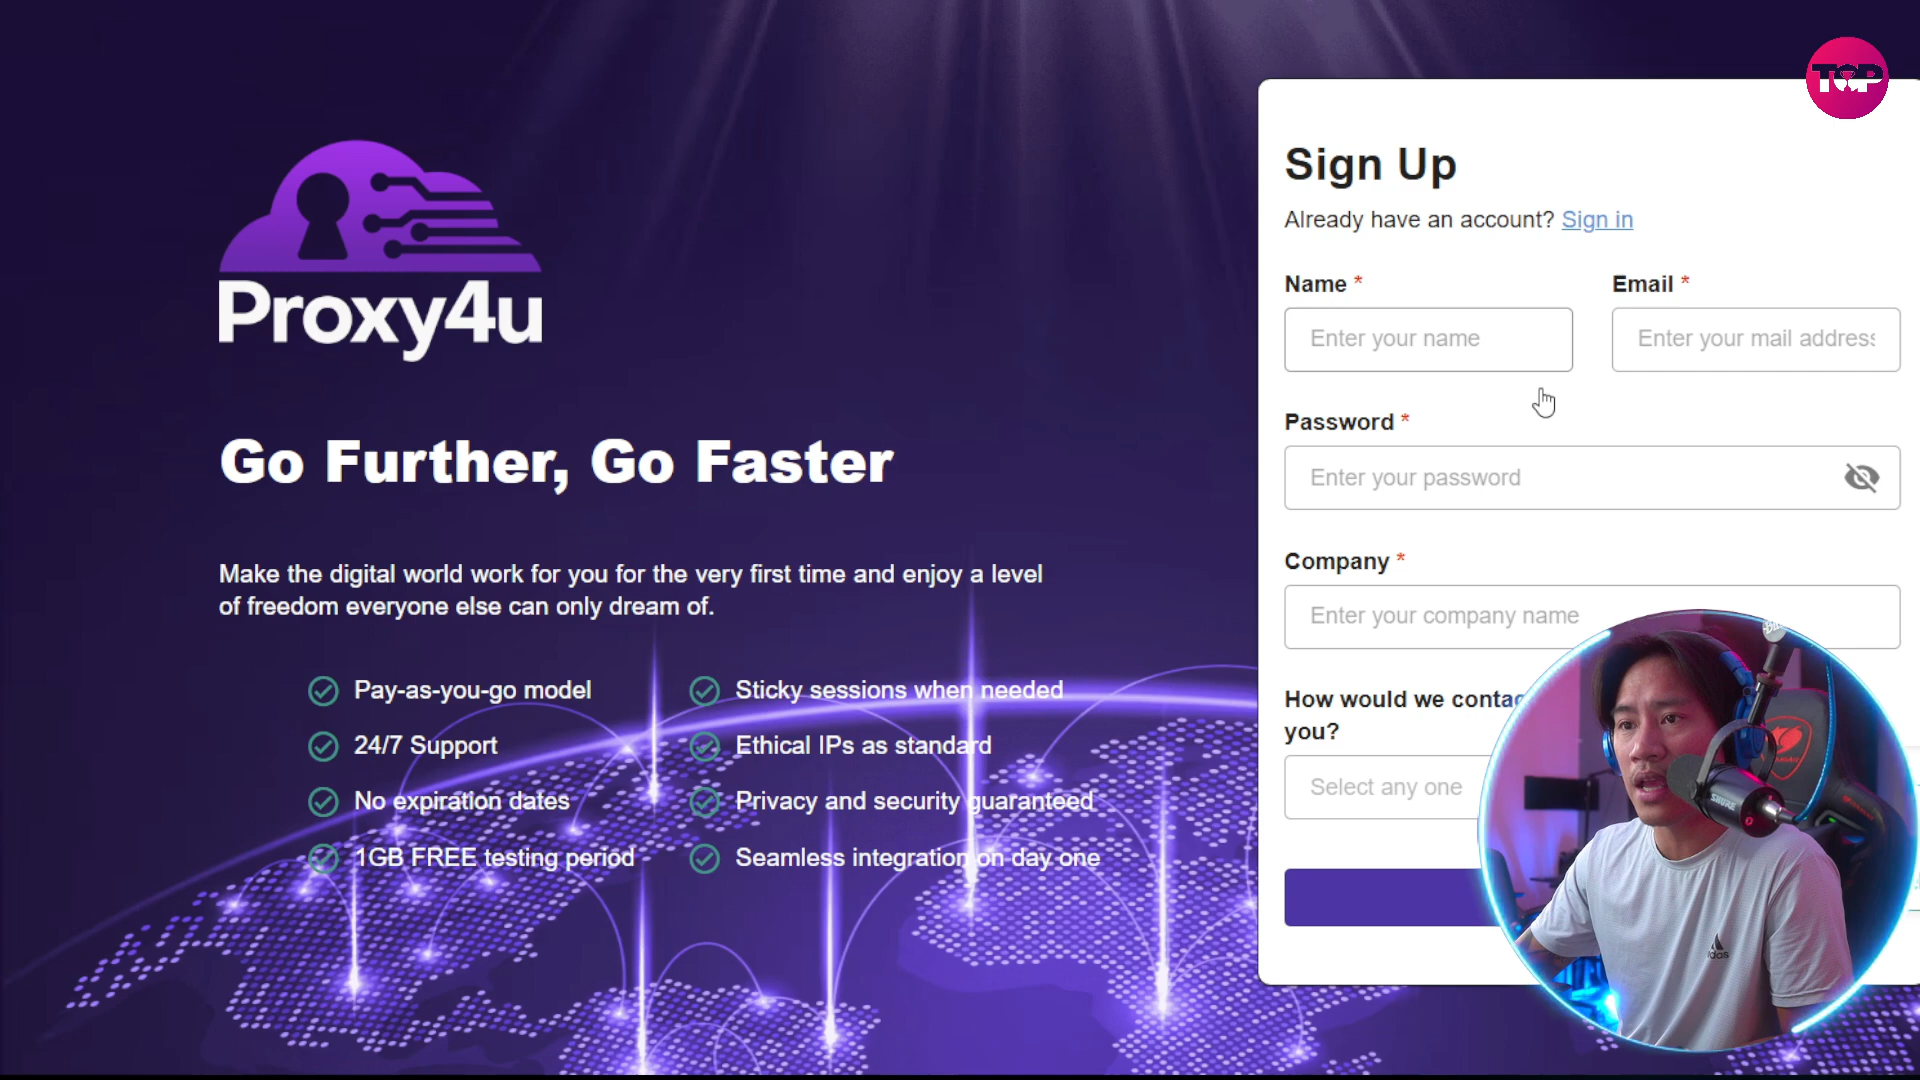 TOP
Proxy4u
Go Further, Go Faster
Make the digital world work for you for the very first time and enjoy a level
of freedom everyone else can only dream of.
Pay-as-you-go model
Sticky sessions when needed
24/7 Support
Ethical IPs as standard
No expiration dates
Privacy and security guaranteed
1GB FREE testing period
Seamless integration on day one
Sign Up
Already have an account? Sign in
Name *
Email *
Enter your name
Enter your mail address
Password *
Enter your password
Company *
Enter your company name
How would we contac
you?
Select any one
SHURE